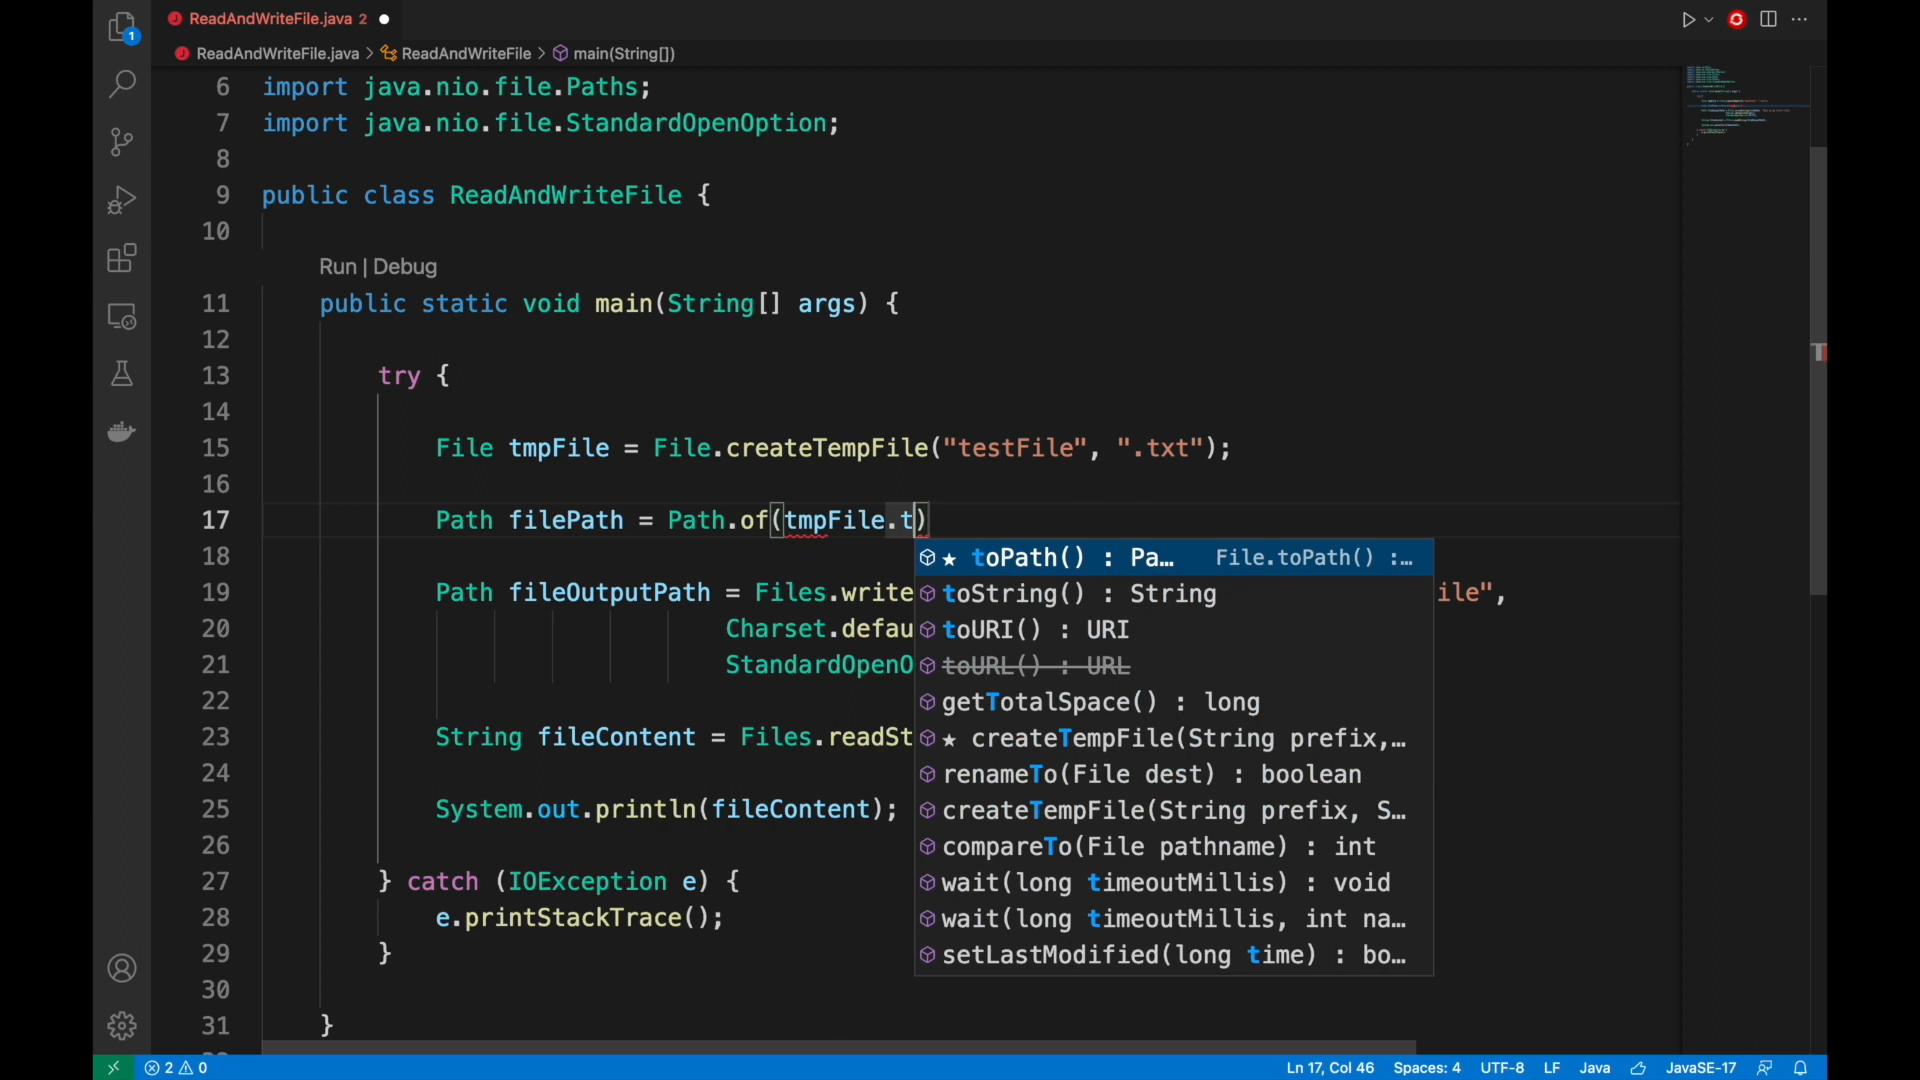 1
ReadAndWriteFile.java 2
ReadAndWriteFile.java > ReadAndWriteFile > main(String[])
6 import java.nio.file.Paths;
7 import java.nio.file.StandardOpenOption;
8
9 public class ReadAndWriteFile {
10
Run | Debug
11 public static void main(String[] args) {
12
13 try {
14
15 File tmpFile = File.createTempFile("testFile", ".txt");
16
17 Path filePath = Path.of(tmpFile.t)
18 toPath() : Pa… File.toPath() :…
19 Path fileOutputPath = Files.write toString() : String ile",
20 Charset.defau toURI() : URI
21 StandardOpenO toURL() : URL
22 getTotalSpace() : long
23 String fileContent = Files.readSt createTempFile(String prefix,…
24 renameTo(File dest) : boolean
25 System.out.println(fileContent); createTempFile(String prefix, S…
26 compareTo(File pathname) : int
27 } catch (IOException e) { wait(long timeoutMillis) : void
28 e.printStackTrace(); wait(long timeoutMillis, int na…
29 } setLastModified(long time) : bo…
30
31 }
2 0 Ln 17, Col 46 Spaces: 4 UTF-8 LF Java JavaSE-17